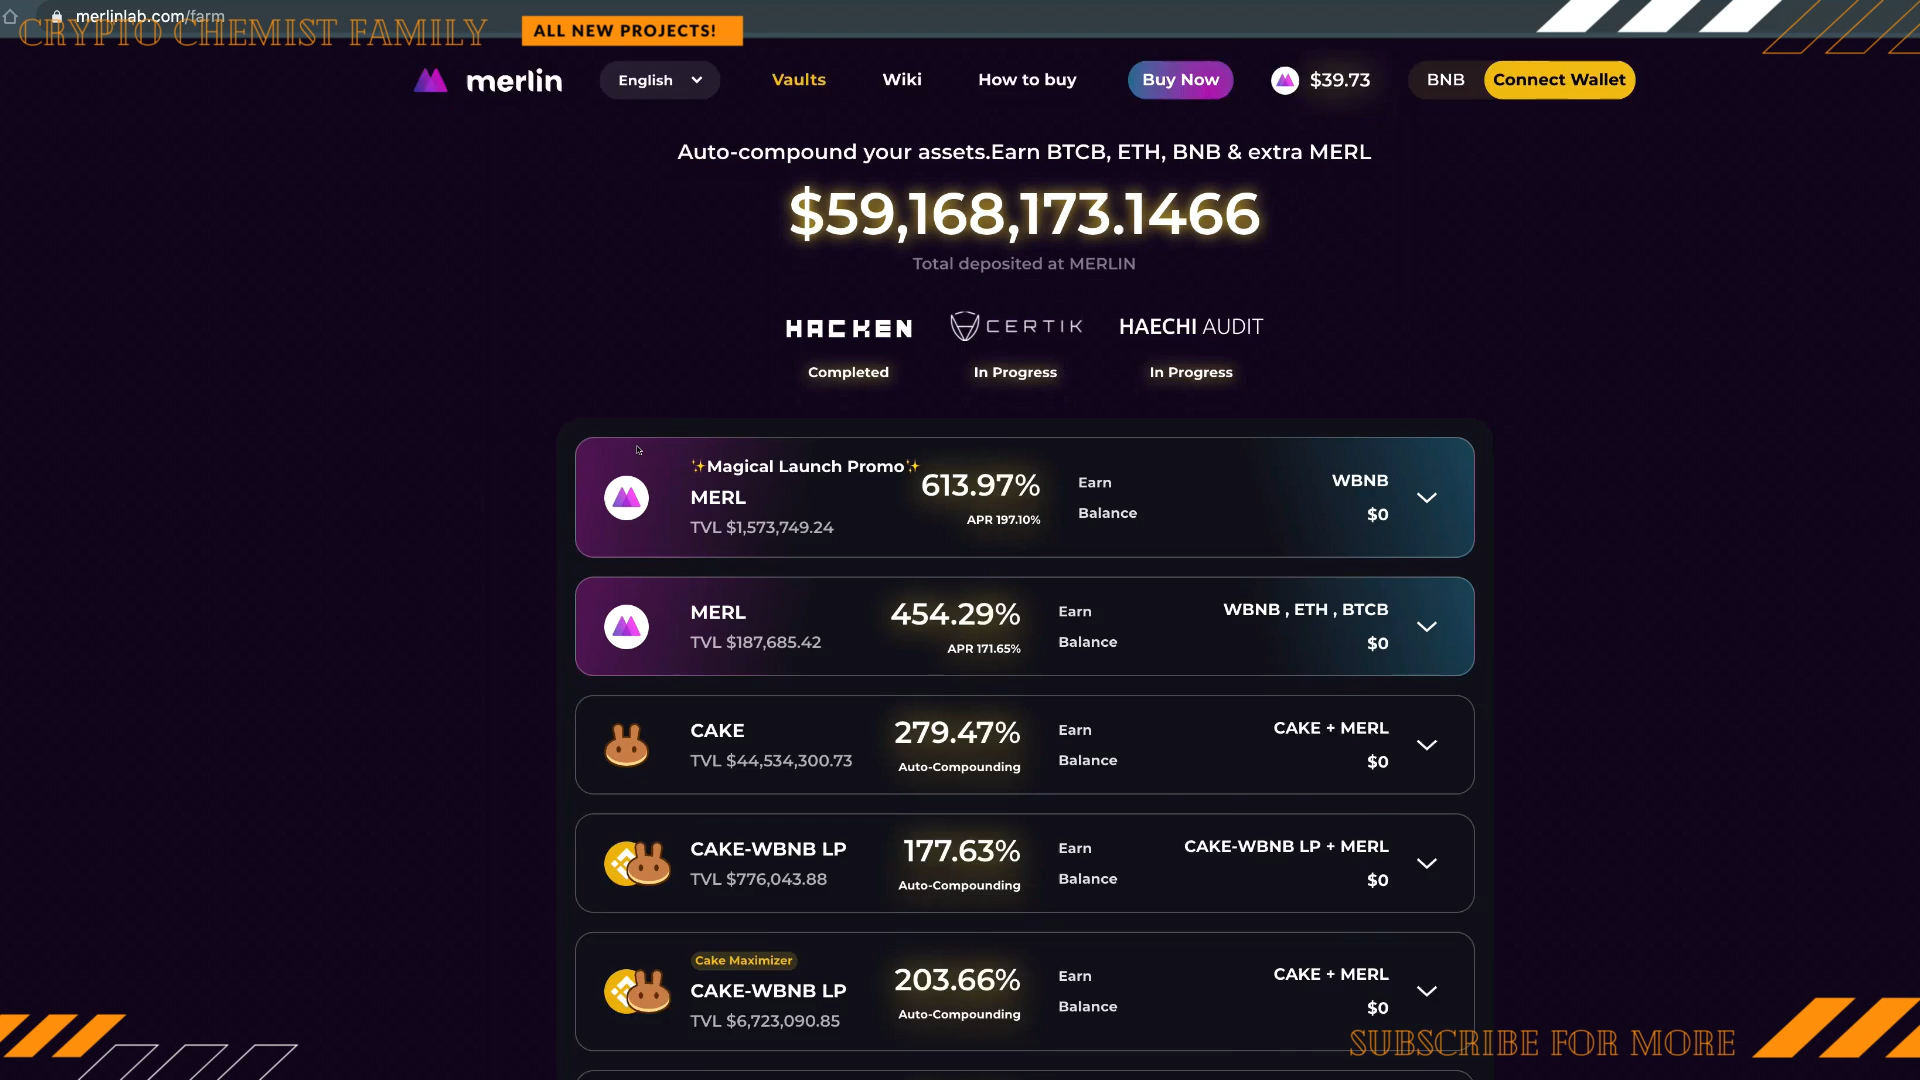 merlinlab.com/farm
CRYPTO CHEMIST FAMILY
ALL NEW PROJECTS!
merlin
English
Vaults
Wiki
How to buy
Buy Now
$39.73
BNB
Connect Wallet
Auto-compound your assets.Earn BTCB, ETH, BNB & extra MERL
$59,168,173.1466
Total deposited at MERLIN
HACKEN
CERTIK
HAECHI AUDIT
Completed
In Progress
In Progress
✨Magical Launch Promo✨
MERL
TVL $1,573,749.24
613.97%
APR 197.10%
Earn
Balance
WBNB
$0
MERL
TVL $187,685.42
454.29%
APR 171.65%
Earn
Balance
WBNB , ETH , BTCB
$0
CAKE
TVL $44,534,300.73
279.47%
Auto-Compounding
Earn
Balance
CAKE + MERL
$0
CAKE-WBNB LP
TVL $776,043.88
177.63%
Auto-Compounding
Earn
Balance
CAKE-WBNB LP + MERL
$0
Cake Maximizer
CAKE-WBNB LP
TVL $6,723,090.85
203.66%
Auto-Compounding
Earn
Balance
CAKE + MERL
$0
SUBSCRIBE FOR MORE